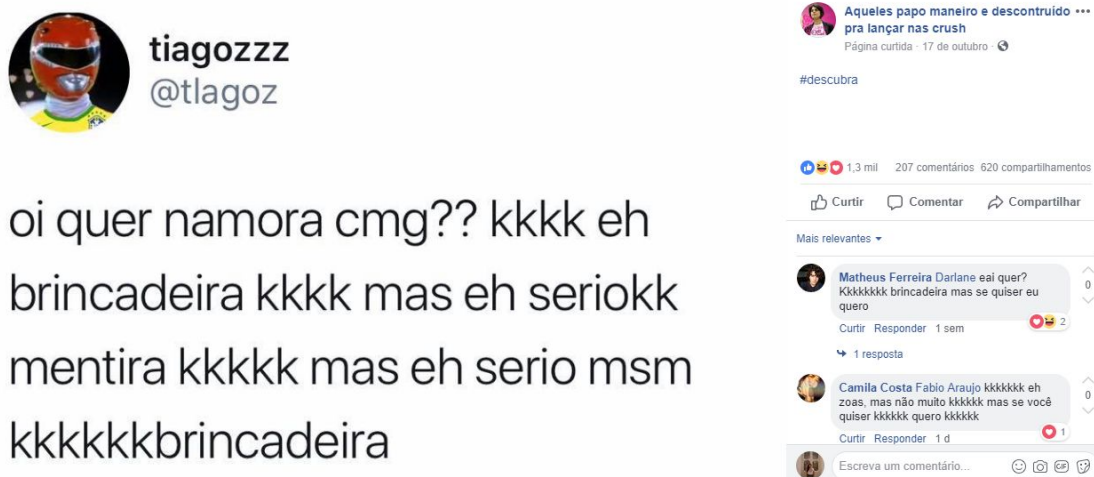 tiagozzz
@tlagoz
oi quer namora cmg?? kkkk eh
brincadeira kkkk mas eh seriokk
mentira kkkkk mas eh serio msm
kkkkkkbrincadeira
Aqueles papo maneiro e descontruído
pra lançar nas crush
Página curtida · 17 de outubro ·
#descubra
1,3 mil 207 comentários 620 compartilhamentos
Curtir Comentar Compartilhar
Mais relevantes
Matheus Ferreira Darlane eai quer?
Kkkkkkkk brincadeira mas se quiser eu
quero
0
2
Curtir Responder 1 sem
1 resposta
Camila Costa Fabio Araujo kkkkkkk eh
zoas, mas não muito kkkkkk mas se você
quiser kkkkkk quero kkkkkk
0
1
Curtir Responder 1 d
Escreva um comentário...
GIF